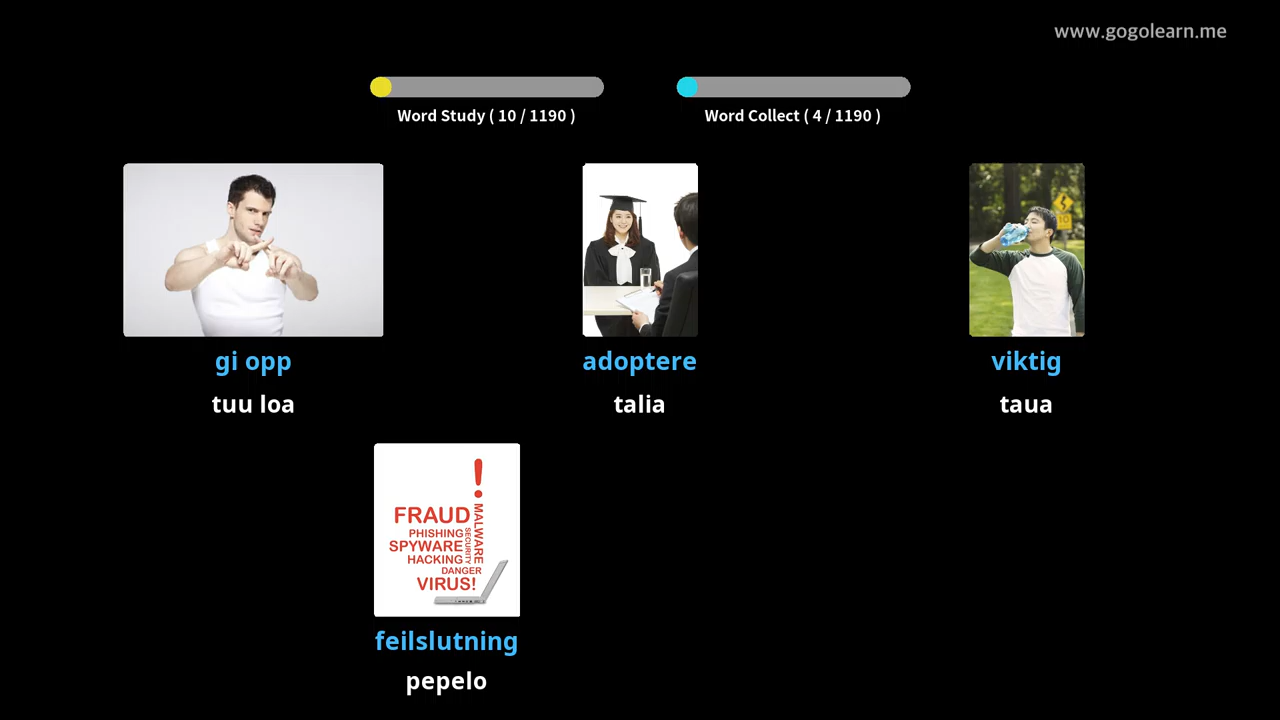 www.gogolearn.me
Word Study ( 10 / 1190 )
Word Collect ( 4 / 1190 )
gi opp
adoptere
viktig
tuu loa
talia
taua
!
FRAUD
PHISHING
SPYWARE
HACKING
DANGER
VIRUS!
MALWARE
SECURITY
feilslutning
pepelo